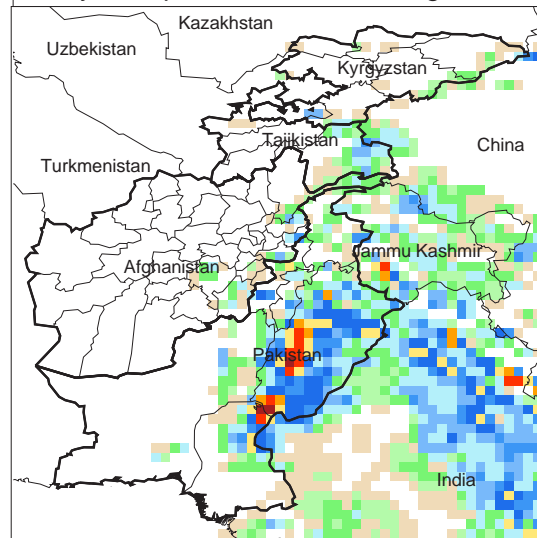 Kazakhstan
Uzbekistan
Kyrgyzstan
Tajikistan
China
Turkmenistan
Jammu Kashmir
Afghanistan
Pakistan
India